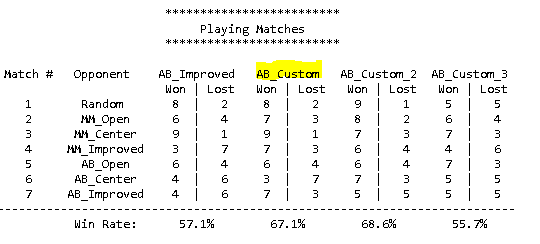 *************************
Playing Matches
*************************
Match # Opponent AB_Improved AB_Custom AB_Custom_2 AB_Custom_3
Won | Lost Won | Lost Won | Lost Won | Lost
1 Random 8 | 2 8 | 2 9 | 1 5 | 5
2 MM_Open 6 | 4 7 | 3 8 | 2 6 | 4
3 MM_Center 9 | 1 9 | 1 7 | 3 7 | 3
4 MM_Improved 3 | 7 7 | 3 6 | 4 4 | 6
5 AB_Open 6 | 4 6 | 4 6 | 4 7 | 3
6 AB_Center 4 | 6 3 | 7 7 | 3 5 | 5
7 AB_Improved 4 | 6 7 | 3 5 | 5 5 | 5
--------------------------------------------------------------------------
Win Rate: 57.1% 67.1% 68.6% 55.7%